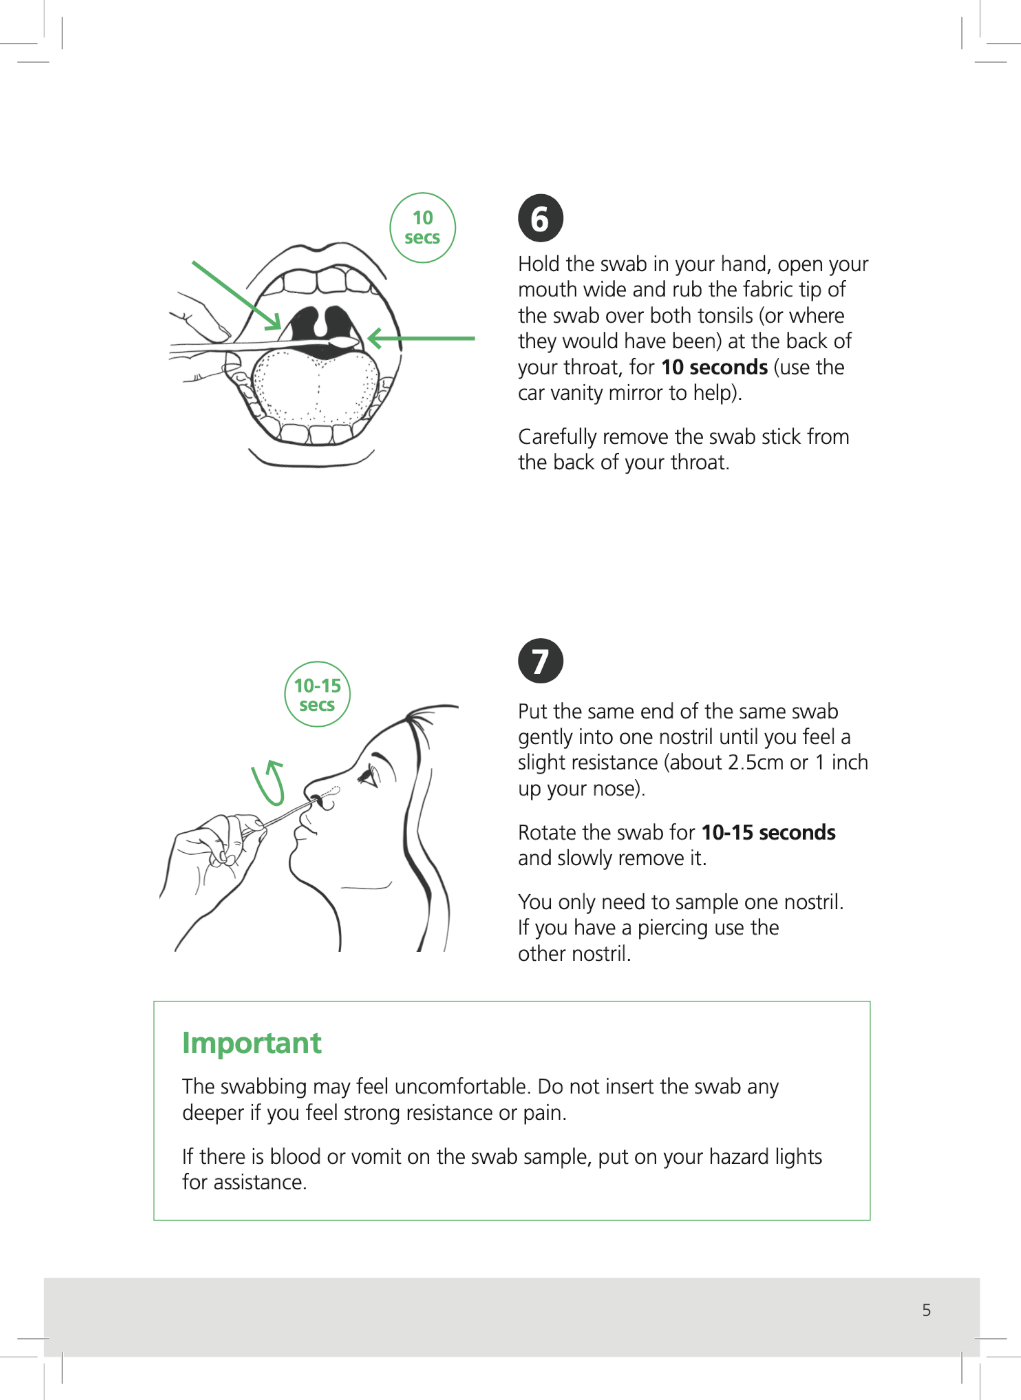 10
secs
6
Hold the swab in your hand, open your
mouth wide and rub the fabric tip of
the swab over both tonsils (or where
they would have been) at the back of
your throat, for 10 seconds (use the
car vanity mirror to help).
Carefully remove the swab stick from
the back of your throat.
10-15
secs
7
Put the same end of the same swab
gently into one nostril until you feel a
slight resistance (about 2.5cm or 1 inch
up your nose).
Rotate the swab for 10-15 seconds
and slowly remove it.
You only need to sample one nostril.
If you have a piercing use the
other nostril.
Important
The swabbing may feel uncomfortable. Do not insert the swab any
deeper if you feel strong resistance or pain.
If there is blood or vomit on the swab sample, put on your hazard lights
for assistance.
5